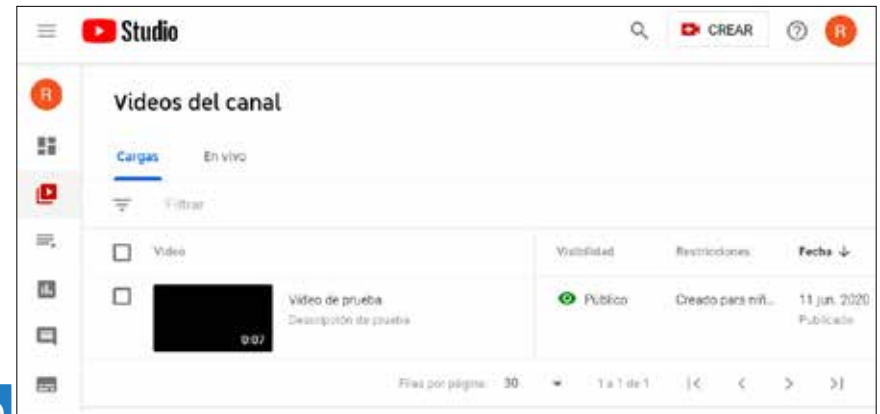 Studio
CREAR
R
R
Videos del canal
Cargas En vivo
Filtrar
Video Visibilidad Restricciones Fecha ↓
Video de prueba Público Creado para niñ... 11 jun. 2020
Descripción de prueba Publicado
0:07
Filas por página: 30 1 a 1 de 1